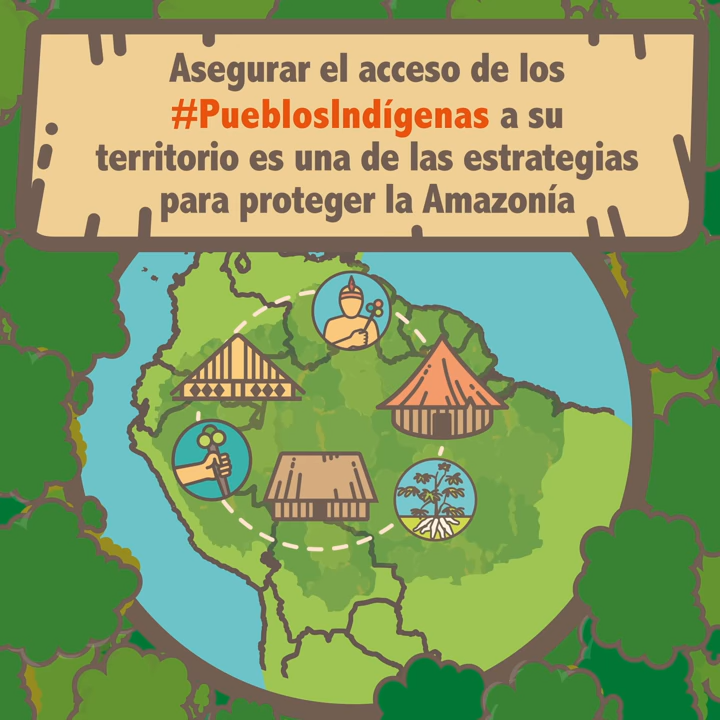 Asegurar el acceso de los
#PueblosIndígenas a su
territorio es una de las estrategias
para proteger la Amazonía